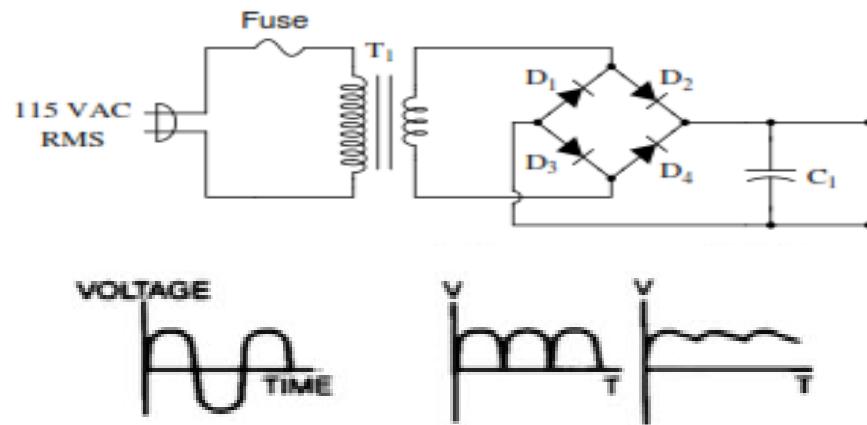 Fuse
T1
115 VAC
RMS
D1
D2
D3
D4
C1
VOLTAGE
TIME
V
T
V
T